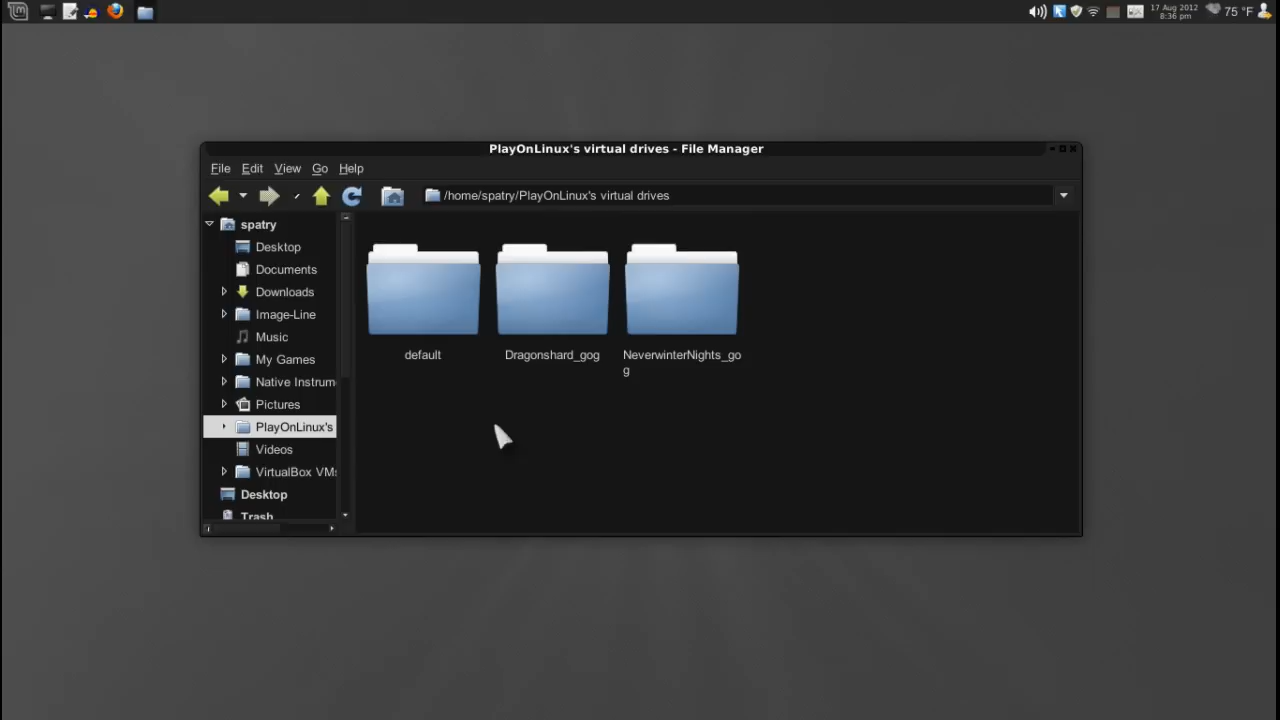 17 Aug 2012
8:36 pm
75 °F
PlayOnLinux's virtual drives - File Manager
File Edit View Go Help
/home/spatry/PlayOnLinux's virtual drives
spatry
Desktop
Documents
Downloads
Image-Line
Music
My Games
Native Instrum
Pictures
PlayOnLinux's
Videos
VirtualBox VMs
Desktop
Trash
default
Dragonshard_gog
NeverwinterNights_go
g